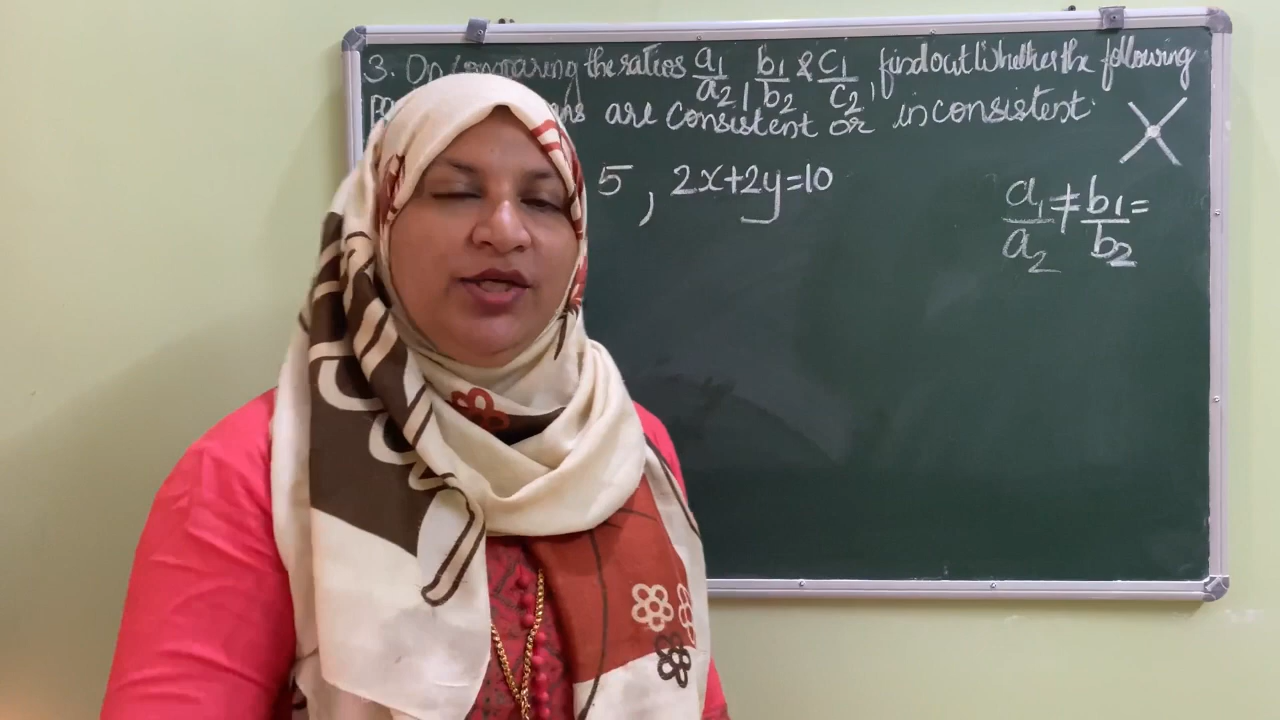 3. On comparing the ratios a₁/a₂, b₁/b₂ & c₁/c₂, find out whether the following
are consistent or inconsistent
5, 2x+2y=10
a₁/a₂ ≠ b₁/b₂ =